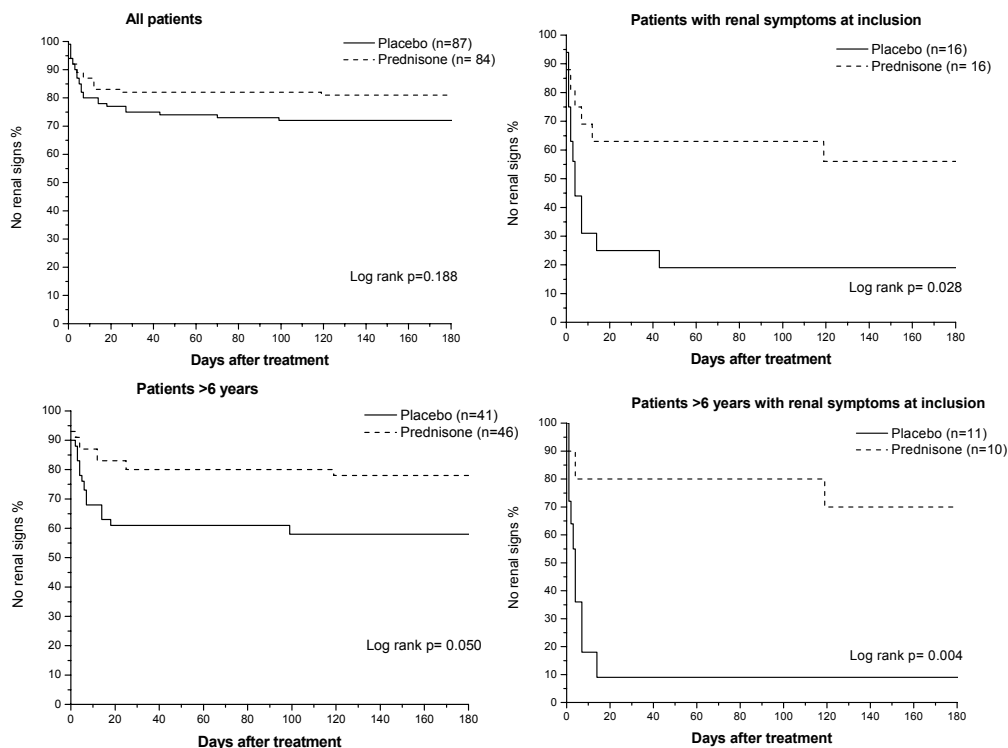 All patients
Placebo (n=87)
Prednisone (n= 84)
100
90
80
70
60
50
40
30
20
10
0
No renal signs %
Log rank p=0.188
0 20 40 60 80 100 120 140 160 180
Days after treatment
Patients with renal symptoms at inclusion
Placebo (n=16)
Prednisone (n= 16)
100
90
80
70
60
50
40
30
20
10
0
No renal signs %
Log rank p= 0.028
0 20 40 60 80 100 120 140 160 180
Days after treatment
Patients >6 years
Placebo (n=41)
Prednisone (n=46)
100
90
80
70
60
50
40
30
20
10
0
No renal signs %
Log rank p= 0.050
0 20 40 60 80 100 120 140 160 180
Days after treatment
Patients >6 years with renal symptoms at inclusion
Placebo (n=11)
Prednisone (n=10)
100
90
80
70
60
50
40
30
20
10
0
No renal signs %
Log rank p= 0.004
0 20 40 60 80 100 120 140 160 180
Days after treatment